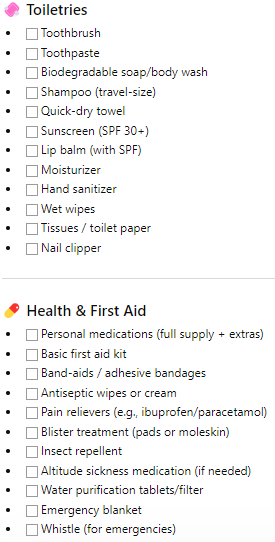 Toiletries
Toothbrush
Toothpaste
Biodegradable soap/body wash
Shampoo (travel-size)
Quick-dry towel
Sunscreen (SPF 30+)
Lip balm (with SPF)
Moisturizer
Hand sanitizer
Wet wipes
Tissues / toilet paper
Nail clipper
Health & First Aid
Personal medications (full supply + extras)
Basic first aid kit
Band-aids / adhesive bandages
Antiseptic wipes or cream
Pain relievers (e.g., ibuprofen/paracetamol)
Blister treatment (pads or moleskin)
Insect repellent
Altitude sickness medication (if needed)
Water purification tablets/filter
Emergency blanket
Whistle (for emergencies)